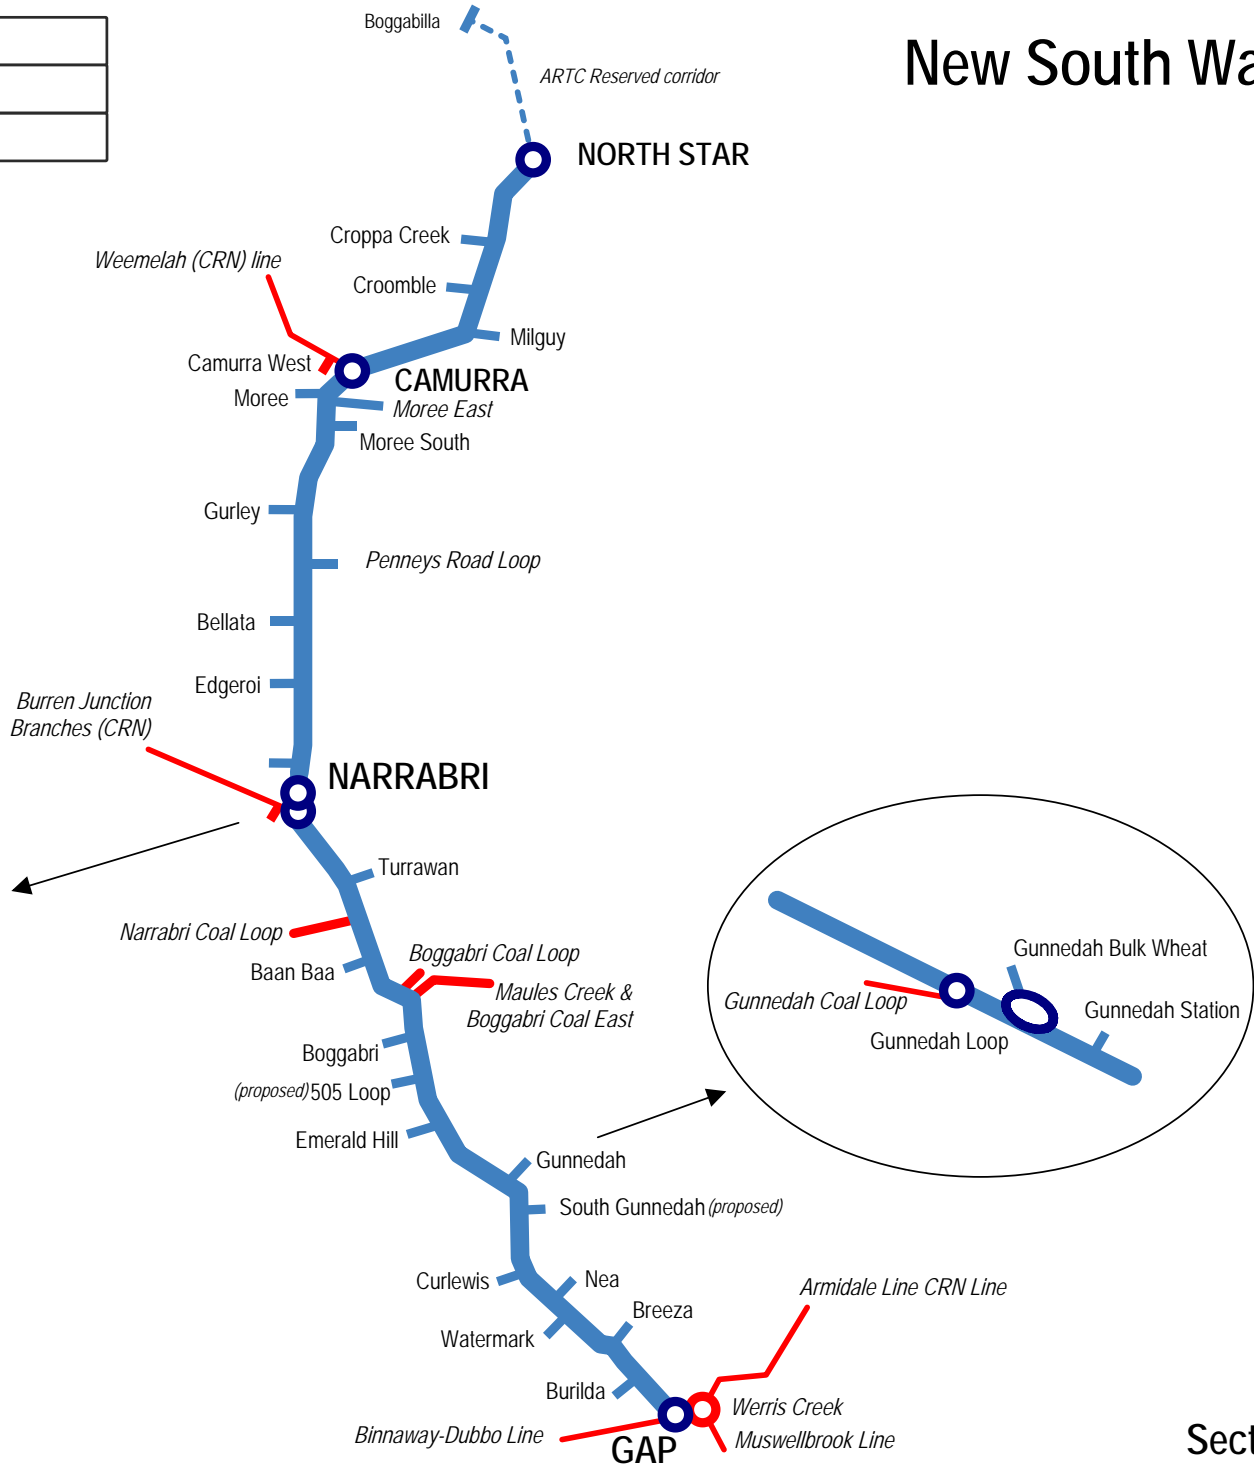 Boggabilla
New South Wa
ARTC Reserved corridor
NORTH STAR
Croppa Creek
Weemelah (CRN) line
Croomble
Milguy
Camurra West
CAMURRA
Moree
Moree East
Moree South
Gurley
Penneys Road Loop
Bellata
Edgeroi
Burren Junction
Branches (CRN)
NARRABRI
Turrawan
Narrabri Coal Loop
Boggabri Coal Loop
Baan Baa
Maules Creek &
Boggabri Coal East
Gunnedah Bulk Wheat
Gunnedah Coal Loop
Gunnedah Station
Gunnedah Loop
Boggabri
(proposed) 505 Loop
Emerald Hill
Gunnedah
South Gunnedah (proposed)
Curlewis
Nea
Armidale Line CRN Line
Breeza
Watermark
Burilda
Werris Creek
Binnaway-Dubbo Line
Muswellbrook Line
GAP
Sect